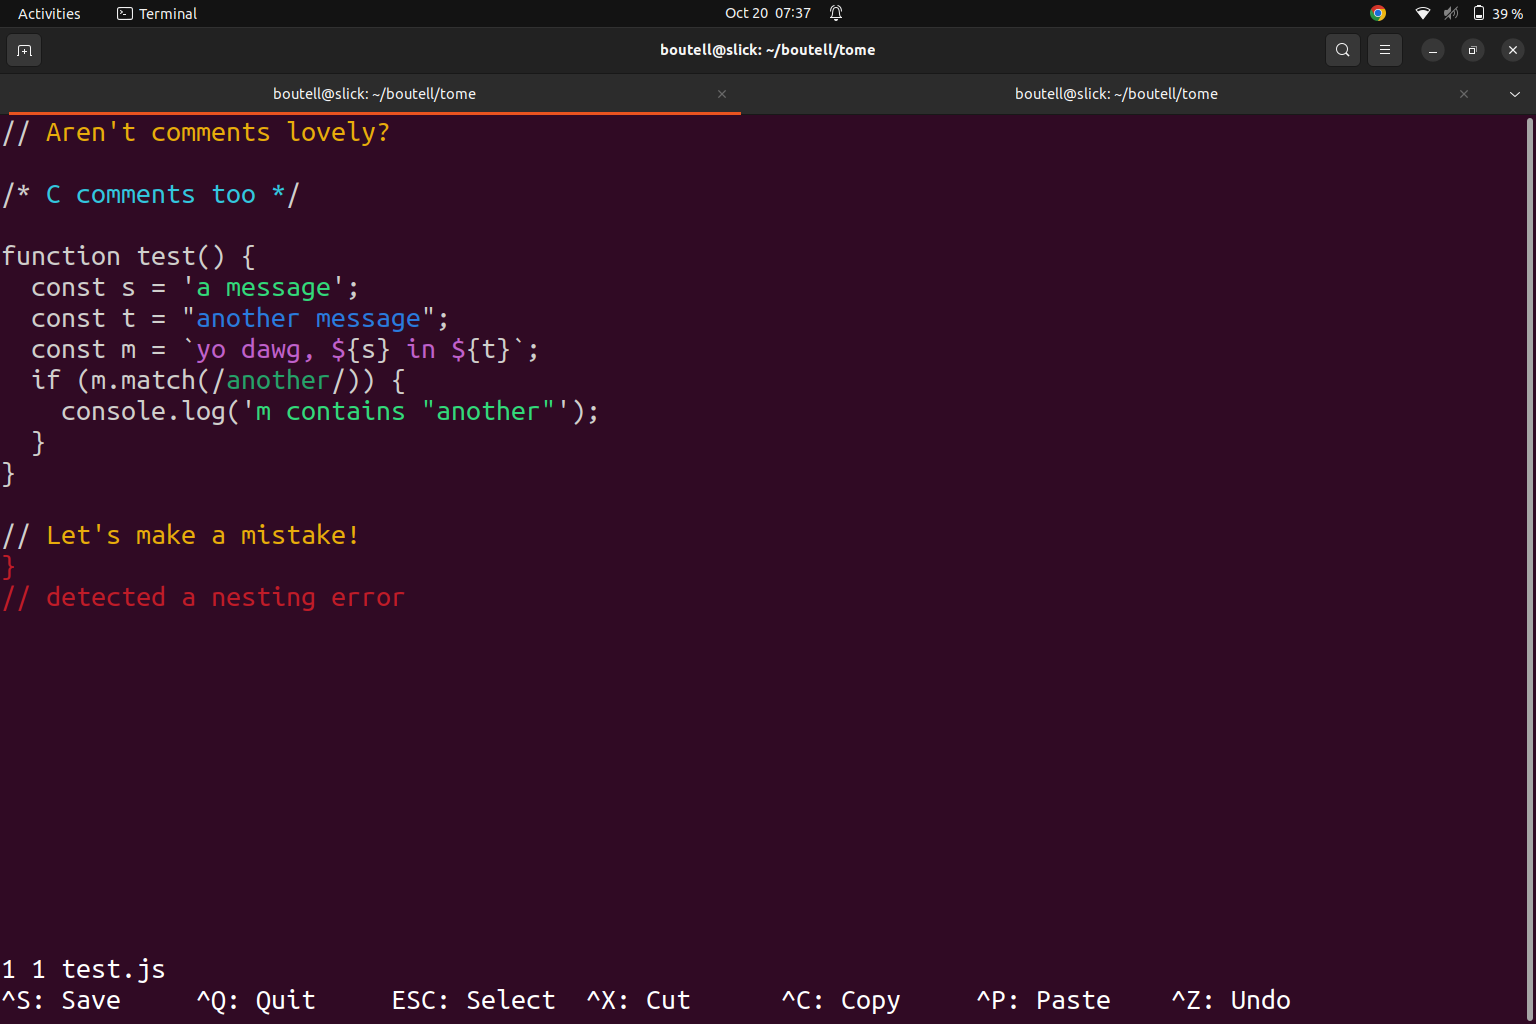 Activities Terminal Oct 20 07:37 39 %
boutell@slick: ~/boutell/tome
boutell@slick: ~/boutell/tome boutell@slick: ~/boutell/tome
// Aren't comments lovely?
/* C comments too */
function test() {
  const s = 'a message';
  const t = "another message";
  const m = `yo dawg, ${s} in ${t}`;
  if (m.match(/another/)) {
    console.log('m contains "another"');
  }
}
// Let's make a mistake!
}
// detected a nesting error
1 1 test.js
^S: Save ^Q: Quit ESC: Select ^X: Cut ^C: Copy ^P: Paste ^Z: Undo